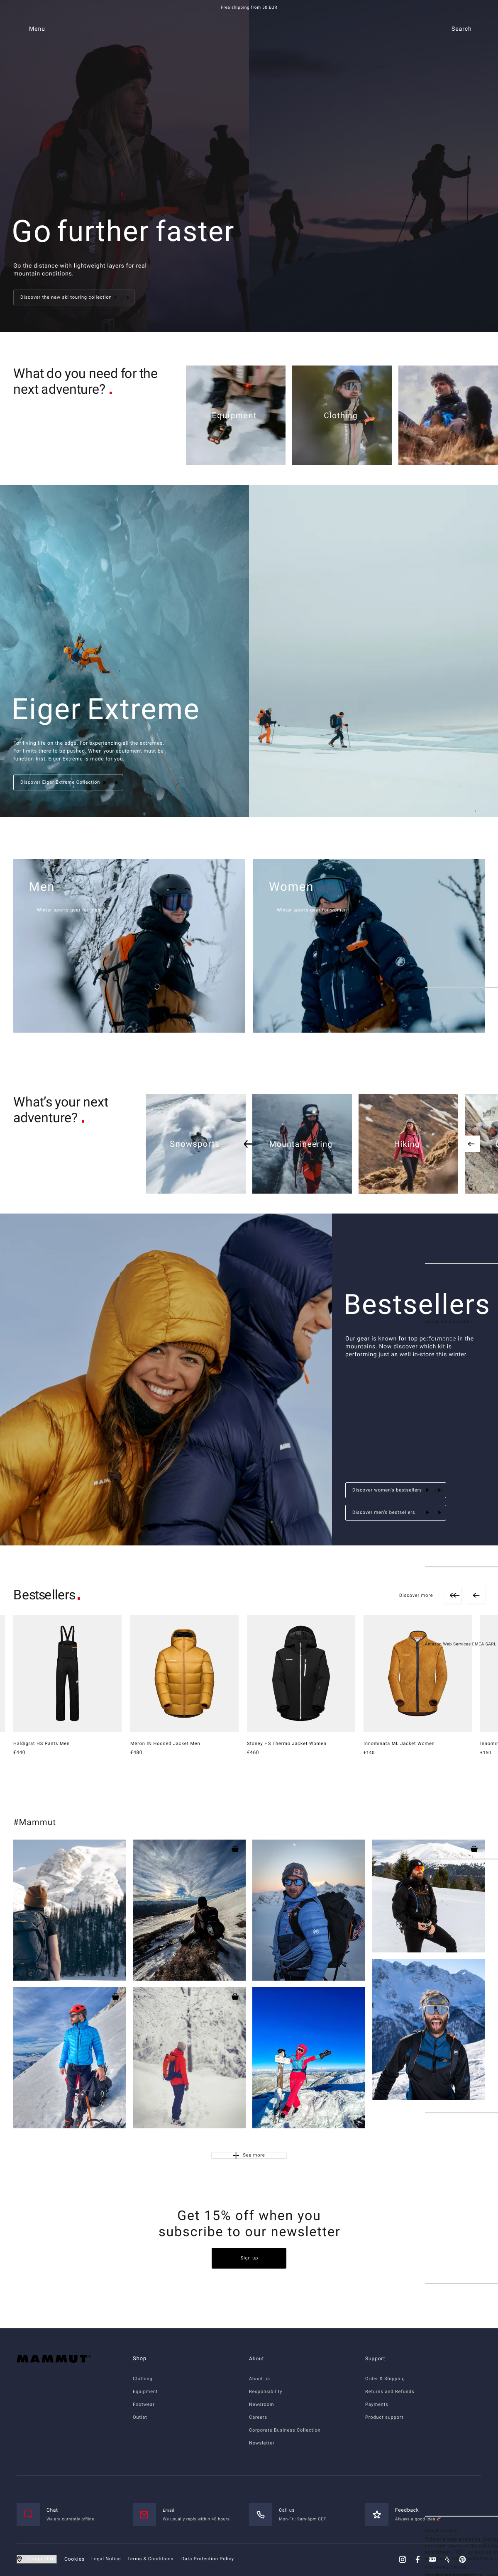 Free shipping from 50 EUR
Menu
Search
Go further faster
Go the distance with lightweight layers for real
mountain conditions.
Discover the new ski touring collection
What do you need for the
next adventure?.
Equipment
Clothing
Eiger Extreme
For living life on the edge. For experiencing all the extremes.
For limits there to be pushed. When your equipment must be
function-first, Eiger Extreme is made for you.
Discover Eiger Extreme Collection
Men
Winter sports gear for men
Women
Winter sports gear for women
What's your next
adventure?.
Snowsports
Mountaineering
Hiking
Bestsellers
Our gear is known for top performance in the
mountains. Now discover which kit is
performing just as well in-store this winter.
Discover women's bestsellers
Discover men's bestsellers
Bestsellers.
Discover more
Amazon Web Services EMEA SARL
Haldigrat HS Pants Men
€440
Meron IN Hooded Jacket Men
€480
Stoney HS Thermo Jacket Women
€460
Innominata ML Jacket Women
€140
€150
#Mammut
See more
Get 15% off when you
subscribe to our newsletter
Sign up
MAMMUT
Shop
Clothing
Equipment
Footwear
Outlet
About
About us
Responsibility
Newsroom
Careers
Corporate Business Collection
Newsletter
Support
Order & Shipping
Returns and Refunds
Payments
Product support
Chat
We are currently offline
Email
We usually reply within 48 hours
Call us
Mon-Fri: 9am-6pm CET
Feedback
Always a good idea
Cookies
Legal Notice
Terms & Conditions
Data Protection Policy